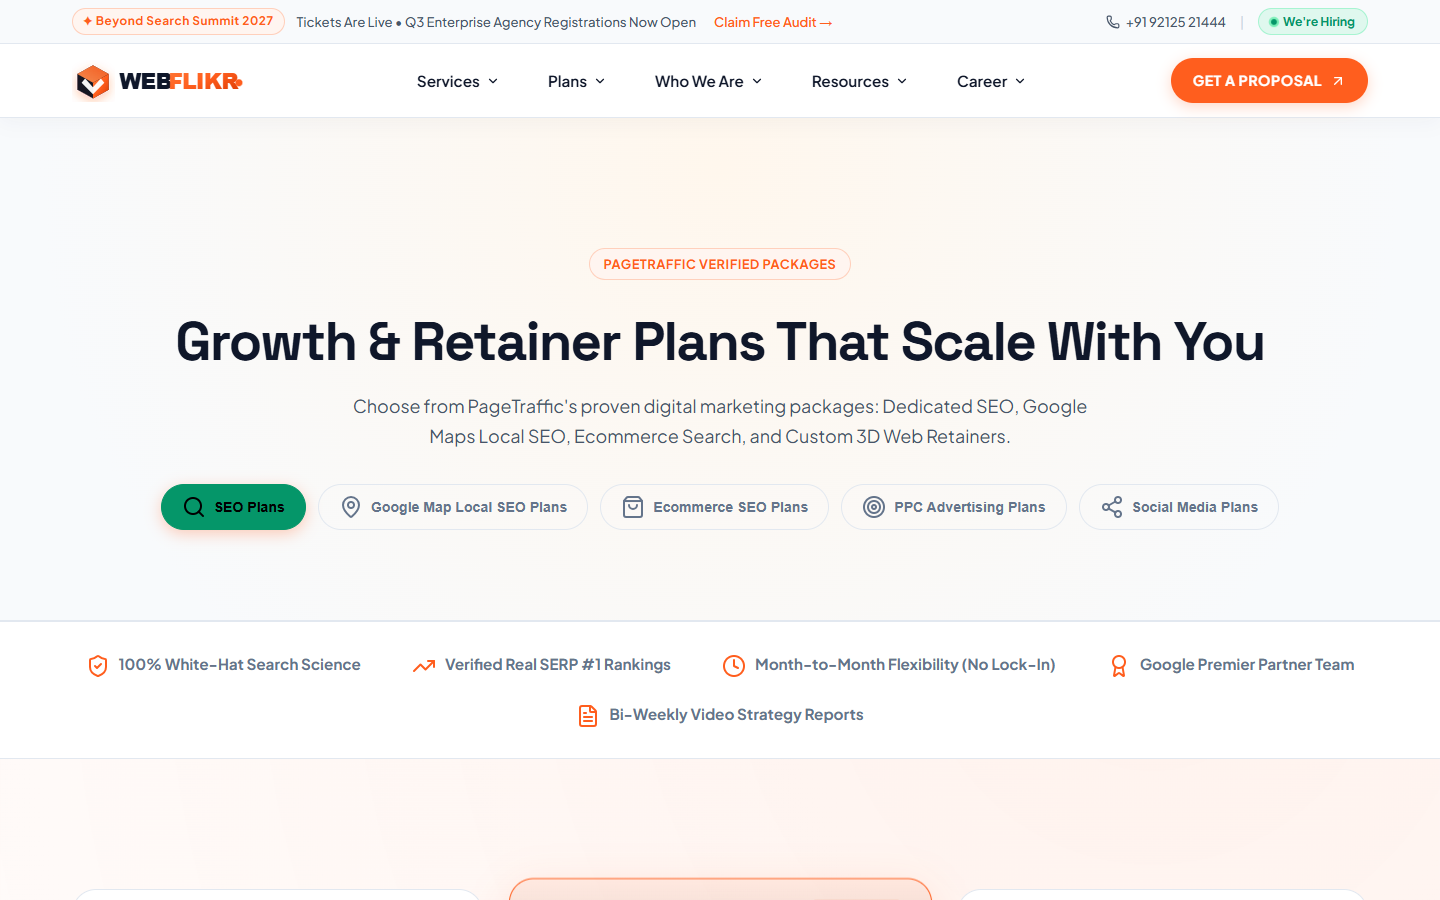 ✦ Beyond Search Summit 2027
Tickets Are Live • Q3 Enterprise Agency Registrations Now Open
Claim Free Audit →
+91 92125 21444
We're Hiring
WEBFLIKR
Services
Plans
Who We Are
Resources
Career
GET A PROPOSAL
PAGETRAFFIC VERIFIED PACKAGES
Growth & Retainer Plans That Scale With You
Choose from PageTraffic's proven digital marketing packages: Dedicated SEO, Google
Maps Local SEO, Ecommerce Search, and Custom 3D Web Retainers.
SEO Plans
Google Map Local SEO Plans
Ecommerce SEO Plans
PPC Advertising Plans
Social Media Plans
100% White-Hat Search Science
Verified Real SERP #1 Rankings
Month-to-Month Flexibility (No Lock-In)
Google Premier Partner Team
Bi-Weekly Video Strategy Reports